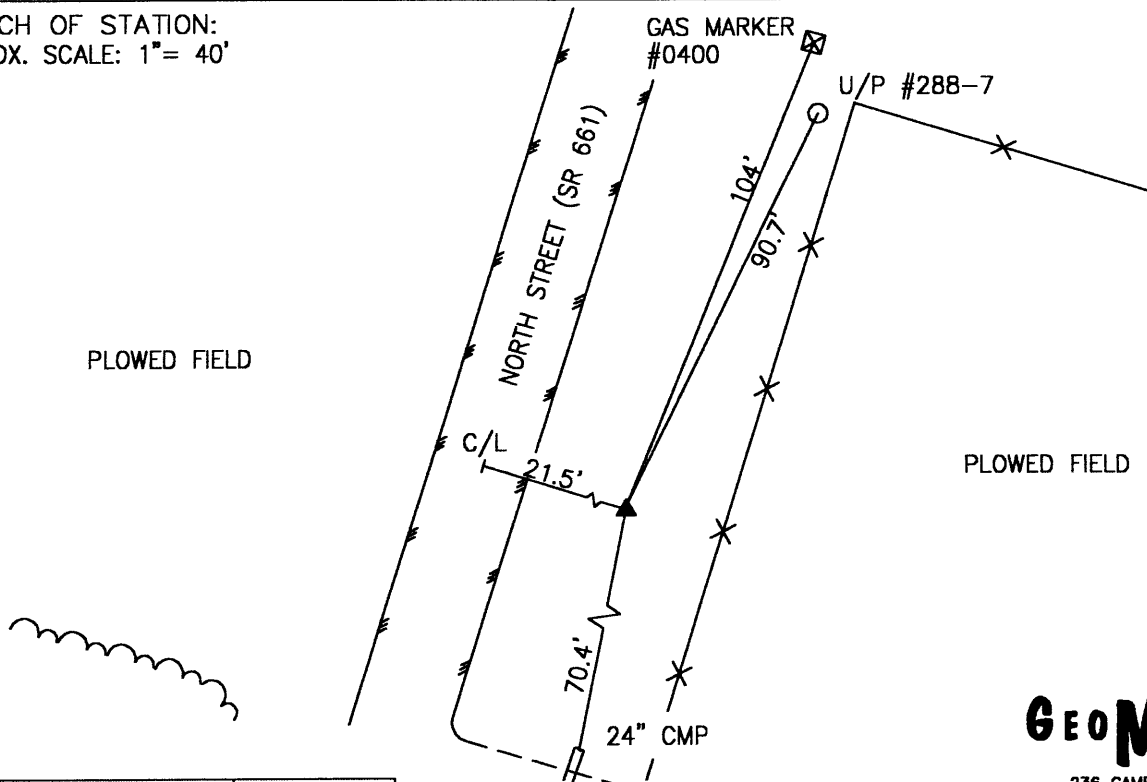 CH OF STATION:
OX. SCALE: 1"= 40'
GAS MARKER
#0400
U/P #288-7
NORTH STREET (SR 661)
104'
90.7'
PLOWED FIELD
C/L
21.5'
PLOWED FIELD
70.4'
24" CMP
GEOM